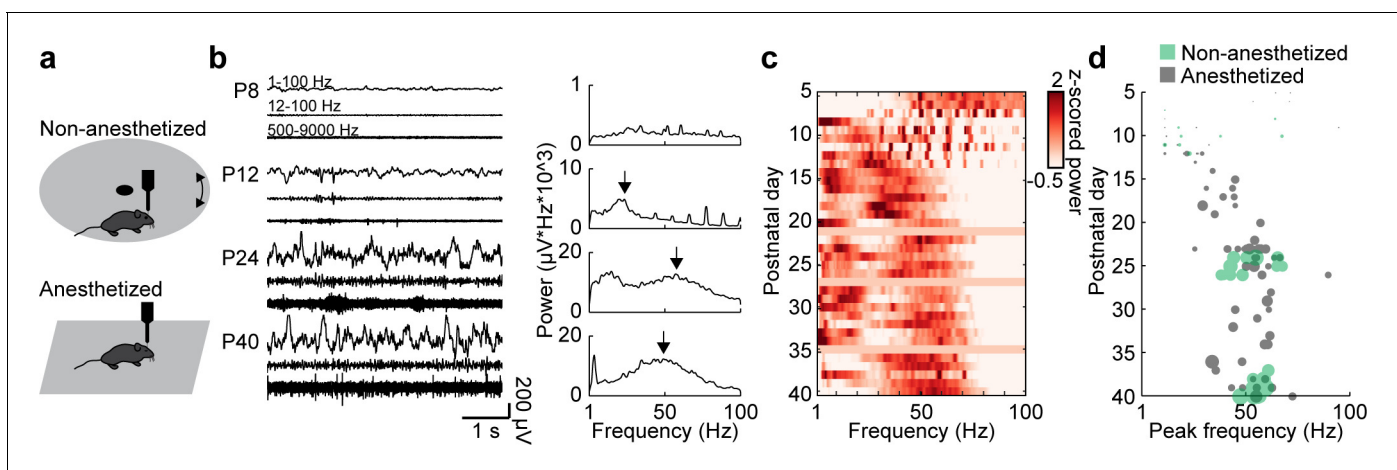 a
Non-anesthetized
Anesthetized
b
P8
1-100 Hz
12-100 Hz
500-9000 Hz
P12
P24
P40
200 µV
1 s
Power (µV*Hz*10^3)
1
0
10
0
20
0
20
0
1 50 100
Frequency (Hz)
c
2
-0.5
z-scored power
Postnatal day
5
10
15
20
25
30
35
40
1 50 100
Frequency (Hz)
d
Non-anesthetized
Anesthetized
Postnatal day
5
10
15
20
25
30
35
40
1 50 100
Peak frequency (Hz)